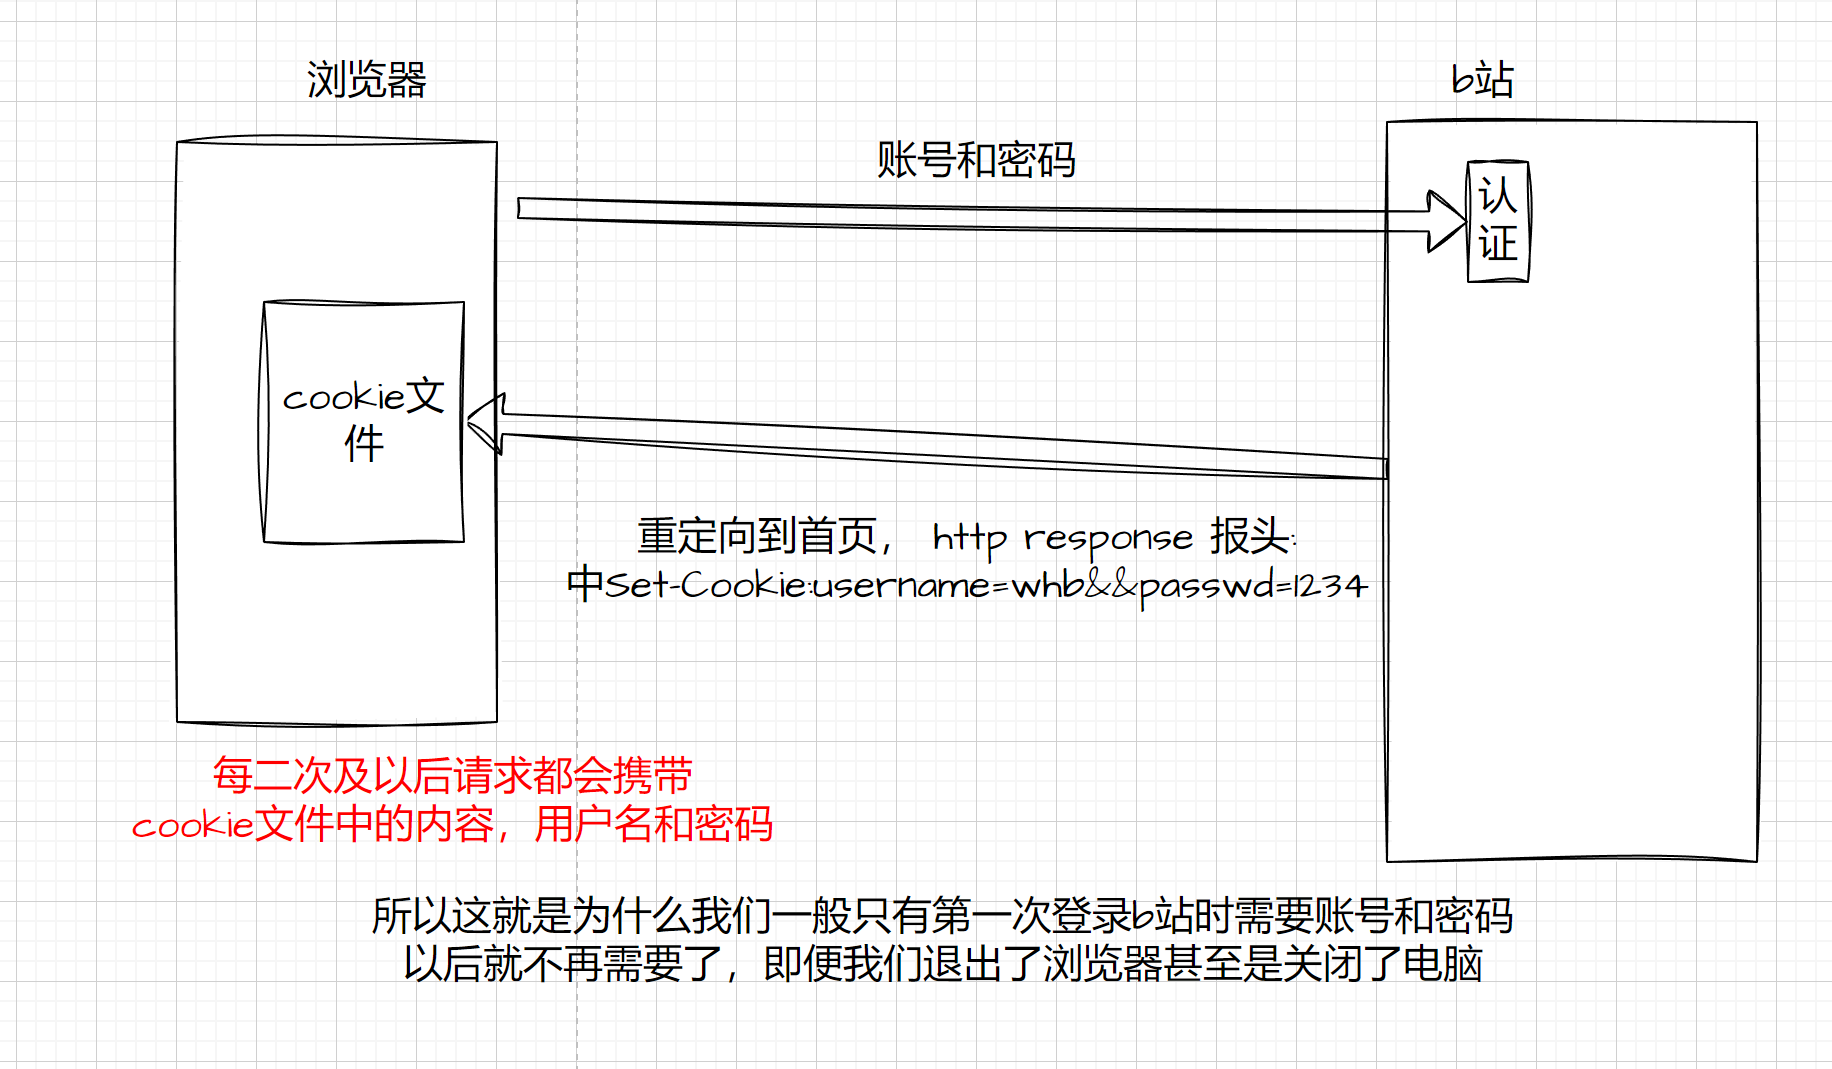 浏览器
b站
账号和密码
认
证
cookie文
件
重定向到首页， http response 报头:
中Set-Cookie:username=whb&&passwd=1234
每二次及以后请求都会携带
cookie文件中的内容，用户名和密码
所以这就是为什么我们一般只有第一次登录b站时需要账号和密码
以后就不再需要了，即便我们退出了浏览器甚至是关闭了电脑